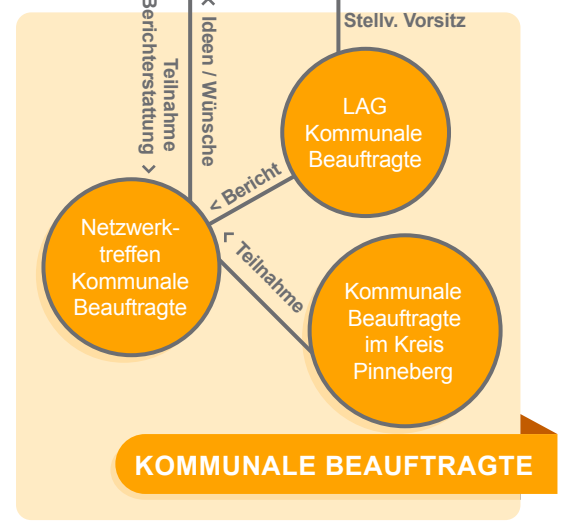 Stellv. Vorsitz
Teilnahme
Berichterstattung >
< Ideen / Wünsche
LAG
Kommunale
Beauftragte
< Bericht
Netzwerk-
treffen
Kommunale
Beauftragte
< Teilnahme
Kommunale
Beauftragte
im Kreis
Pinneberg
KOMMUNALE BEAUFTRAGTE